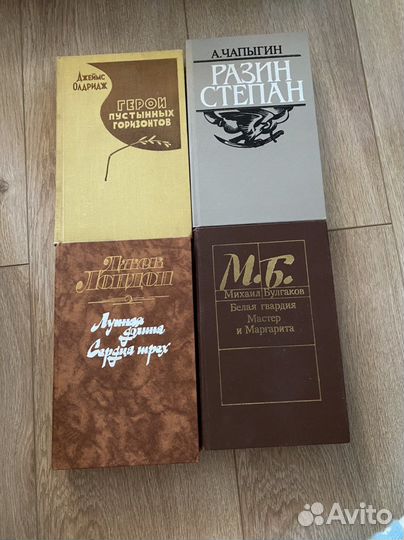 Джеймс
Олдридж
ГЕРОИ
ПУСТЫННЫХ
ГОРИЗОНТОВ
А.ЧАПЫГИН
РАЗИН
СТЕПАН
Джек
Лондон
Лунная
долина
Сердца трех
М.Б.
Михаил Булгаков
Белая гвардия
Мастер
и Маргарита
Avito